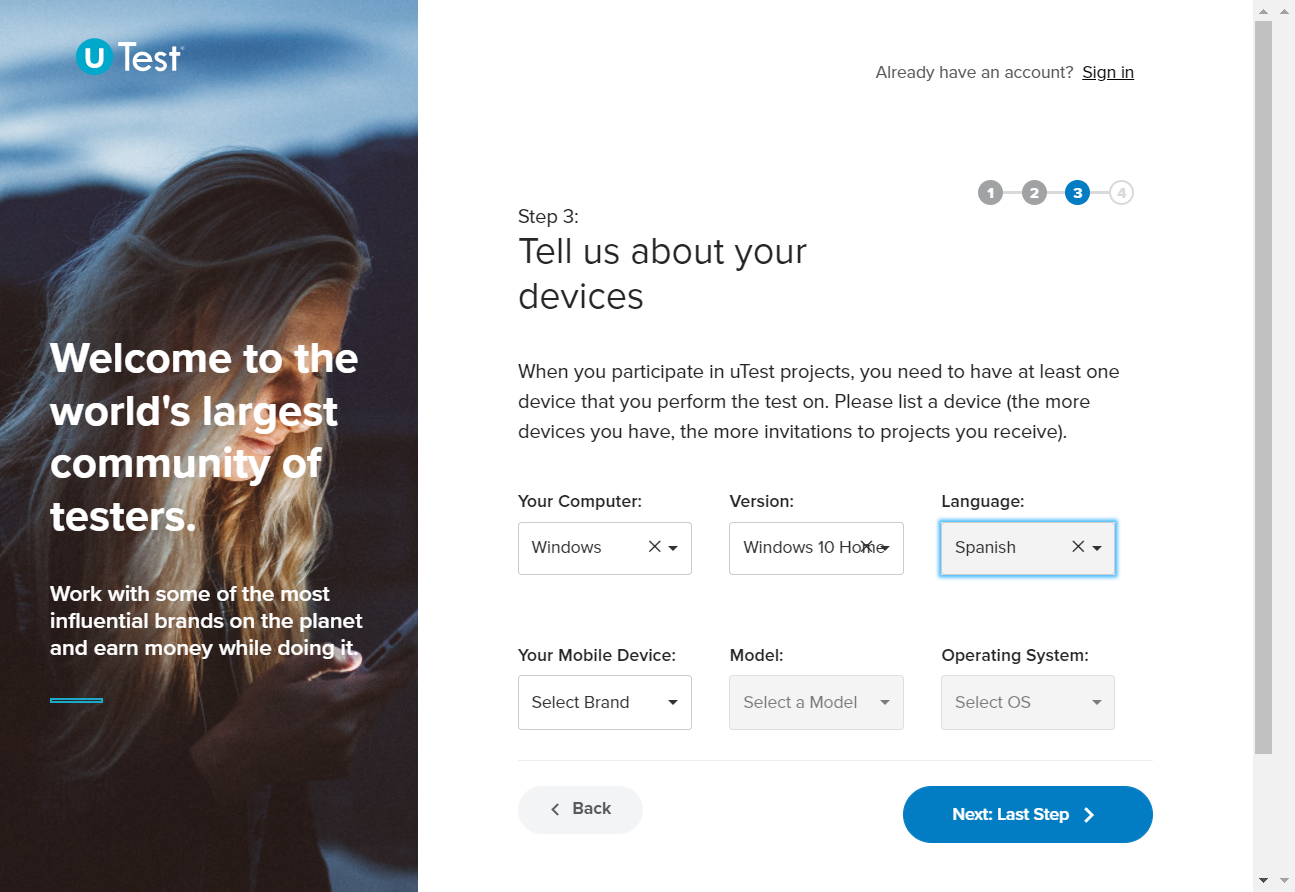 U Test
Already have an account? Sign in
1 2 3 4
Step 3:
Tell us about your
devices
Welcome to the
world's largest
community of
testers.
Work with some of the most
influential brands on the planet
and earn money while doing it.
When you participate in uTest projects, you need to have at least one
device that you perform the test on. Please list a device (the more
devices you have, the more invitations to projects you receive).
Your Computer: Version: Language:
Windows Windows 10 Home Spanish
Your Mobile Device: Model: Operating System:
Select Brand Select a Model Select OS
Back Next: Last Step